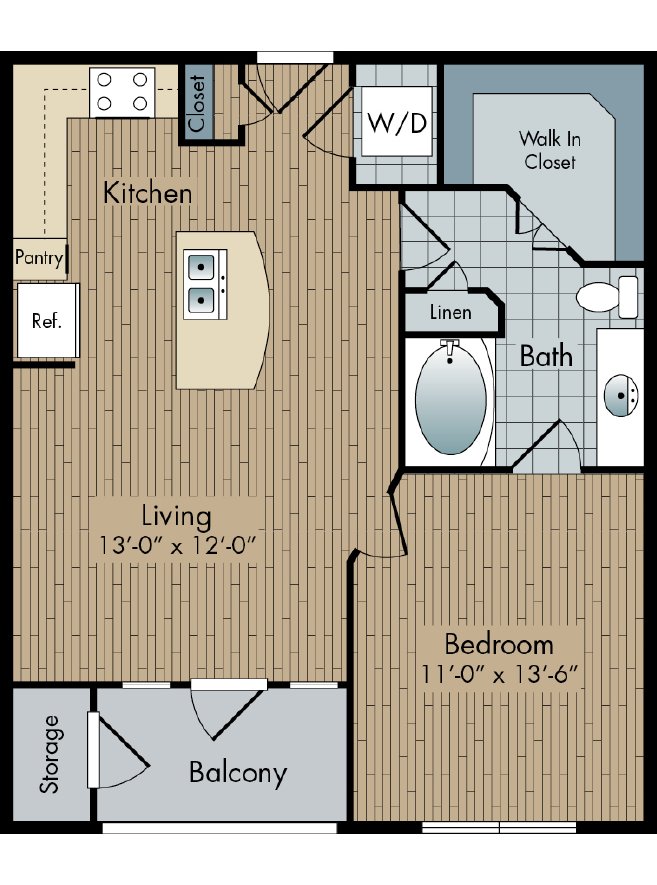 Closet
W/D
Walk In
Closet
Kitchen
Pantry
Ref.
Linen
Bath
Living
13'-0" x 12'-0"
Bedroom
11'-0" x 13'-6"
Storage
Balcony